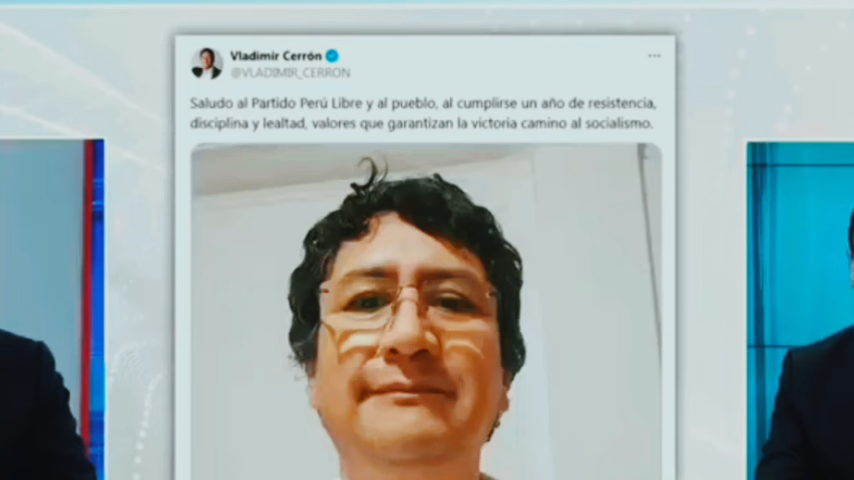 Vladimir Cerrón
@VLADIMIR_CERRON
Saludo al Partido Perú Libre y al pueblo, al cumplirse un año de resistencia,
disciplina y lealtad, valores que garantizan la victoria camino al socialismo.